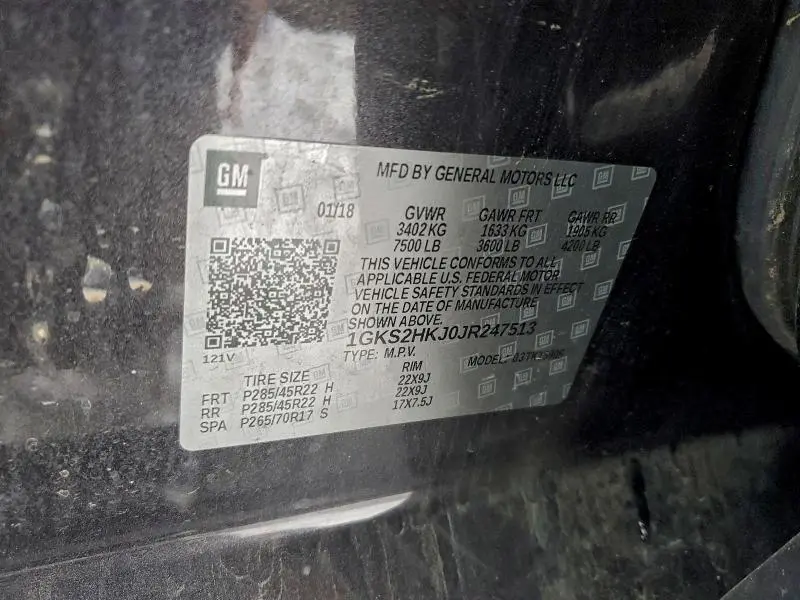 GM
MFD BY GENERAL MOTORS LLC
01/18 GVWR GAWR FRT GAWR RR
3402 KG 1633 KG 1905 KG
7500 LB 3600 LB 4200 LB
THIS VEHICLE CONFORMS TO ALL
APPLICABLE U.S. FEDERAL MOTOR
VEHICLE SAFETY STANDARDS IN EFFECT
ON THE DATE OF MANUFACTURE
SHOWN ABOVE.
1GKS2HKJ0JR247513
121V TYPE: M.P.V. MODEL:
TIRE SIZE RIM
FRT P285/45R22 H 22X9J
RR P285/45R22 H 22X9J
SPA P265/70R17 S 17X7.5J